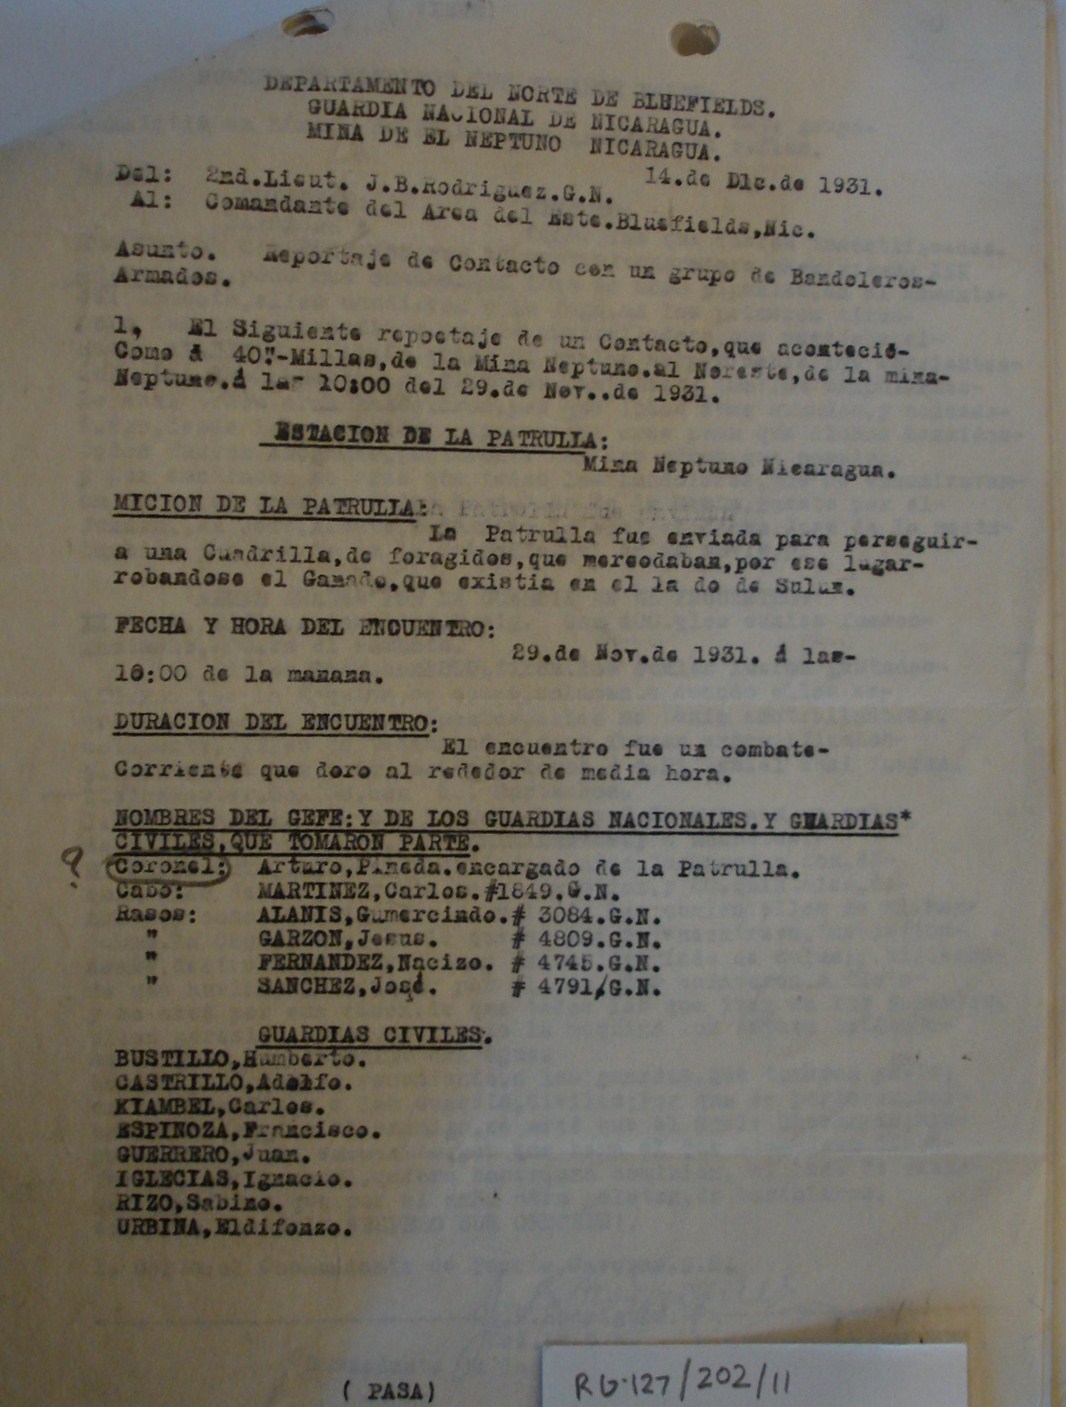 DEPARTAMENTO DEL NORTE DE BLUEFIELDS.
GUARDIA NACIONAL DE NICARAGUA.
MINA DE EL NEPTUNO NICARAGUA.
14.de Dic.de 1931.
Del: 2nd.Lieut. J.B.Rodriguez.G.N.
Al: Comandante del Area del Este.Bluefields,Nic.
Asunto. Reportaje de Contacto con un grupo de Bandoleros-
Armados.
1, El Siguiente repoetaje de un Contacto,que aconteció-
Como á 40"-Millas,de la Mina Neptuno.al Noreste,de la mina-
Neptuno.á las 10:00 del 29.de Nov..de 1931.
ESTACION DE LA PATRULLA:
Mina Neptuno Nicaragua.
MICION DE LA PATRULLA:
La Patrulla fue enviada para perseguir-
a una Cuadrilla,de foragidos,que mereodaban,por ese lugar-
robandose el Ganado,que existia en el la do de
FECHA Y HORA DEL ENCUENTRO:
29.de Nov.de 1931. á las-
10:00 de la manana.
DURACION DEL ENCUENTRO:
El encuentro fue un combate-
Corriente que doro al rededor de media hora.
NOMBRES DEL GEFE:Y DE LOS GUARDIAS NACIONALES.Y GUARDIAS*
CIVILES,QUE TOMARON PARTE.
? Coronel: Arturo,Pineda.encargado de la Patrulla.
Cabo: MARTINEZ,Carlos.#1849.G.N.
Rasos: ALANIS,Gumercindo.# 3084.G.N.
" GARZON,Jesus. # 4809.G.N.
" FERNANDEZ,Nacizo. # 4745.G.N.
" SANCHEZ,José. # 4791/G.N.
GUARDIAS CIVILES.
BUSTILLO,Humberto.
CASTRILLO,Adolfo.
KIAMBEL,Carlos.
ESPINOZA,Francisco.
GUERRERO,Juan.
IGLECIAS,Ignacio.
RIZO,Sabino.
URBINA,Eldifonzo.
( PASA)
RG-127/202/11